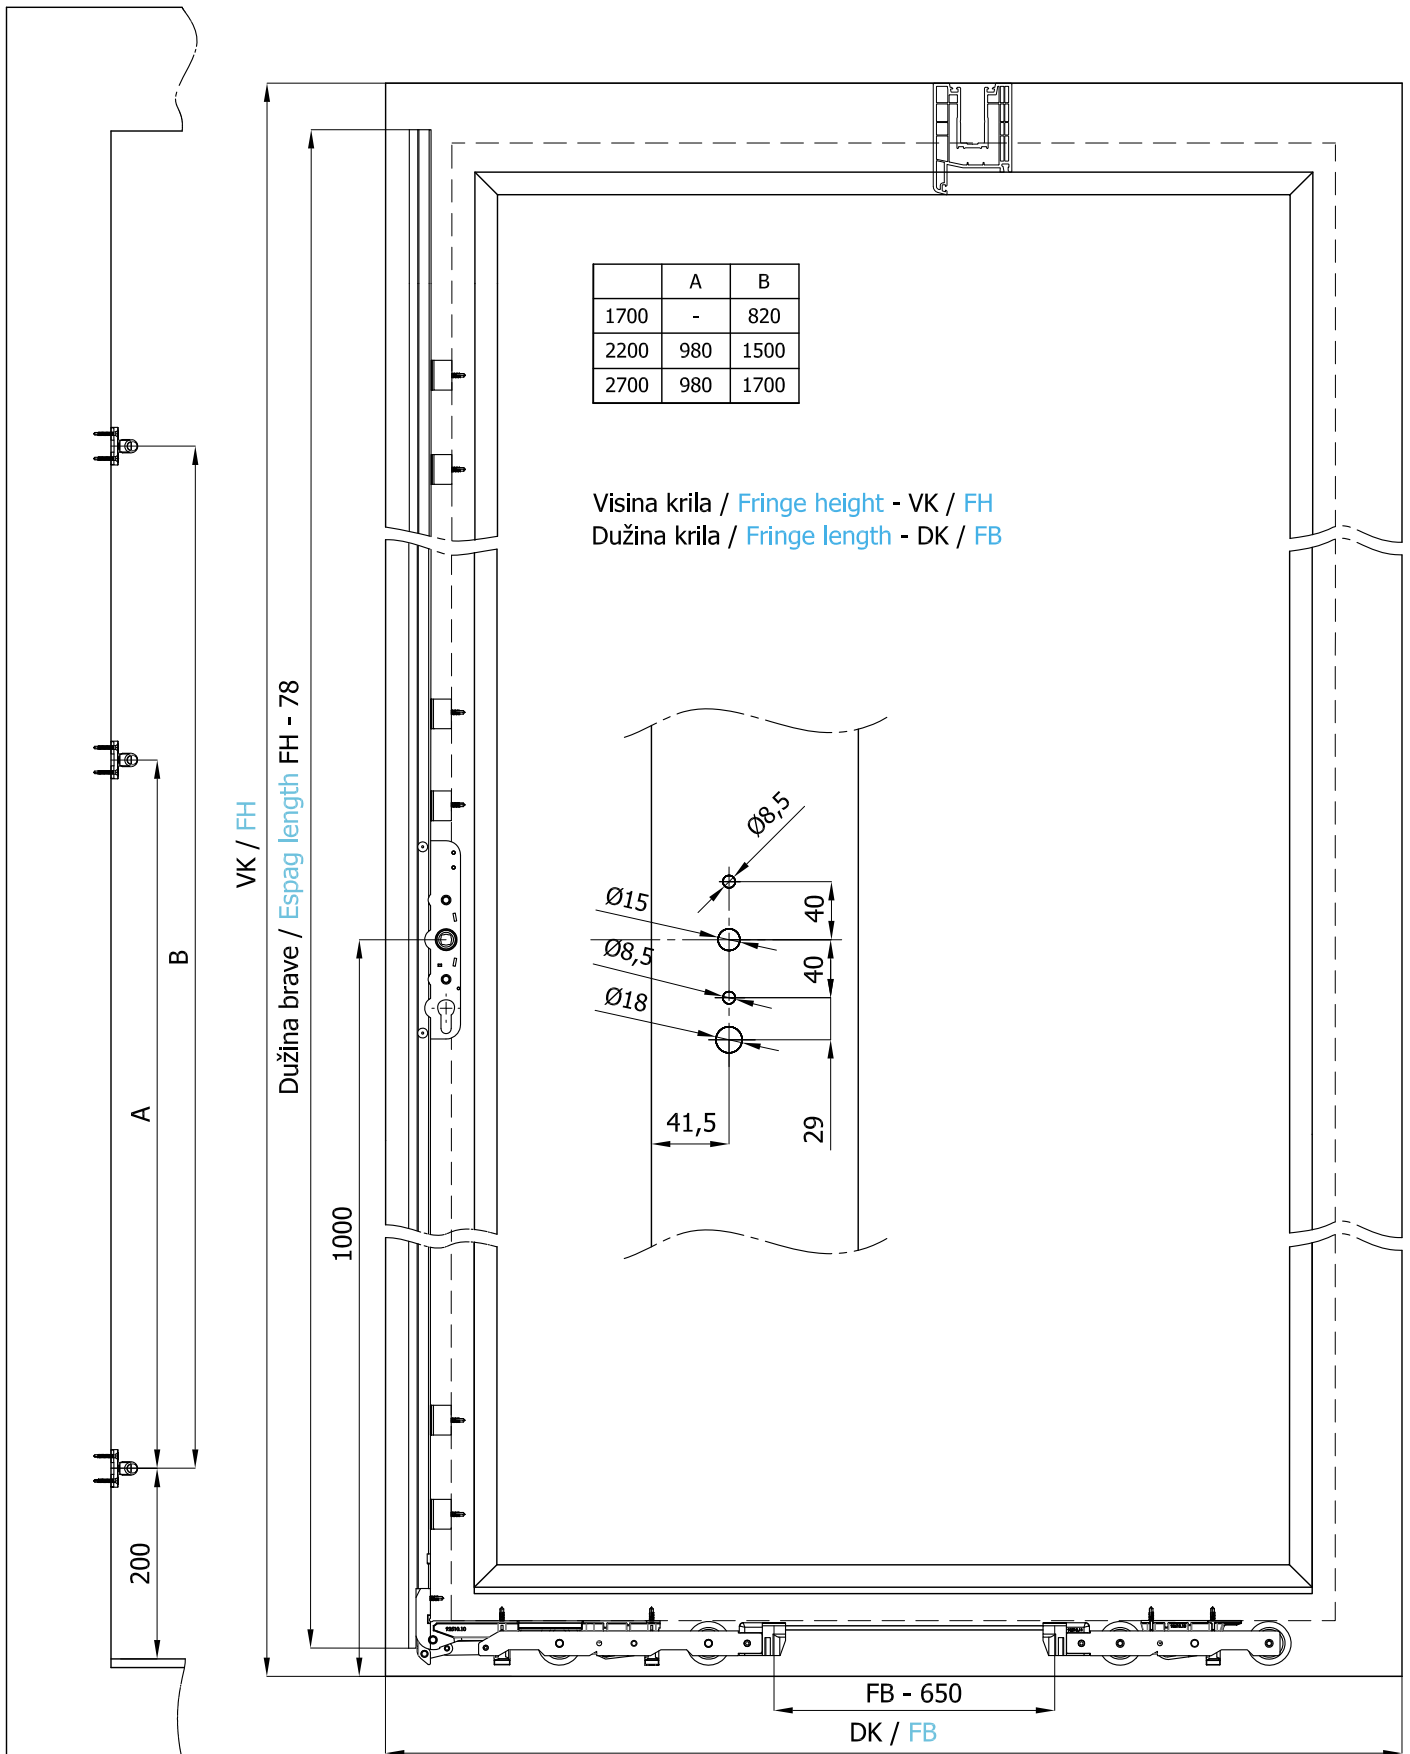 A B
1700 - 820
2200 980 1500
2700 980 1700
Visina krila / Fringe height - VK / FH
Dužina krila / Fringe length - DK / FB
VK / FH
Dužina brave / Espag length FH - 78
1000
B
A
200
Ø8,5
Ø15
Ø8,5
Ø18
40
40
29
41,5
FB - 650
DK / FB